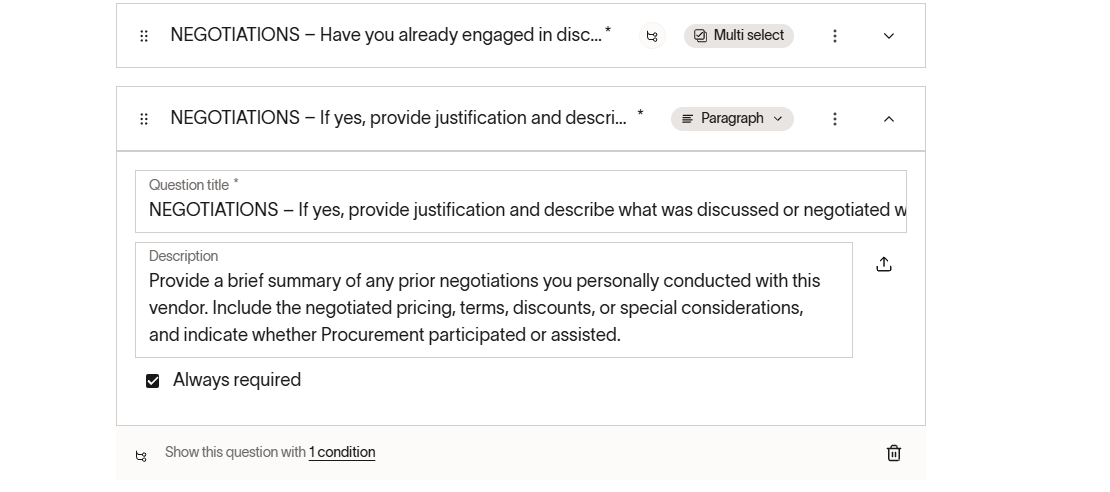 NEGOTIATIONS – Have you already engaged in disc... *
Multi select
NEGOTIATIONS – If yes, provide justification and descri... *
Paragraph
Question title *
NEGOTIATIONS – If yes, provide justification and describe what was discussed or negotiated w
Description
Provide a brief summary of any prior negotiations you personally conducted with this
vendor. Include the negotiated pricing, terms, discounts, or special considerations,
and indicate whether Procurement participated or assisted.
Always required
Show this question with 1 condition